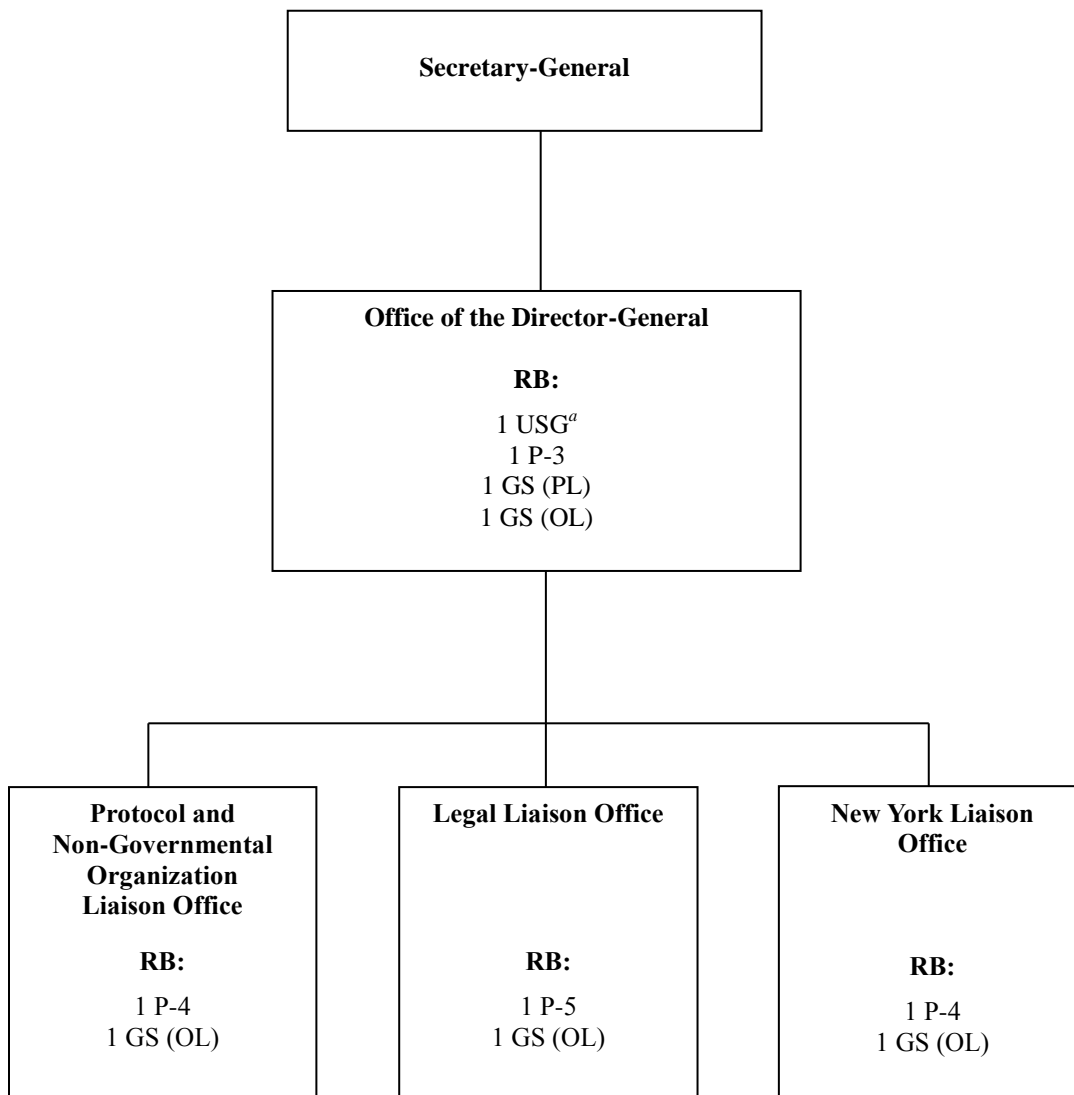 Secretary-General
Office of the Director-General
RB:
1 USGa
1 P-3
1 GS (PL)
1 GS (OL)
Protocol and
Non-Governmental
Organization
Liaison Office
RB:
1 P-4
1 GS (OL)
Legal Liaison Office
RB:
1 P-5
1 GS (OL)
New York Liaison
Office
RB:
1 P-4
1 GS (OL)